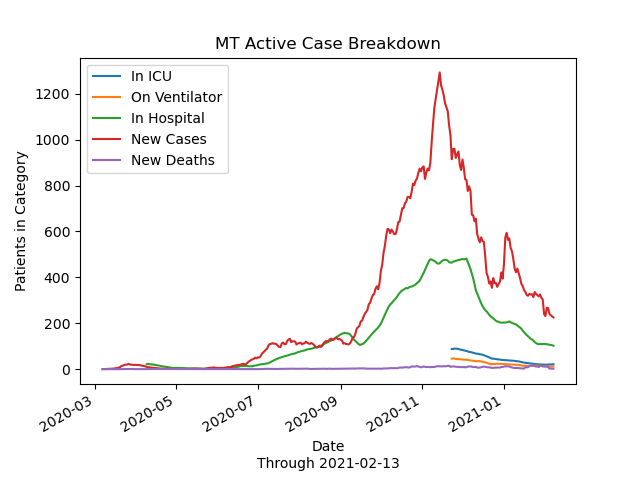 MT Active Case Breakdown
In ICU
On Ventilator
In Hospital
New Cases
New Deaths
Patients in Category
1200
1000
800
600
400
200
0
2020-03
2020-05
2020-07
2020-09
2020-11
2021-01
Date
Through 2021-02-13